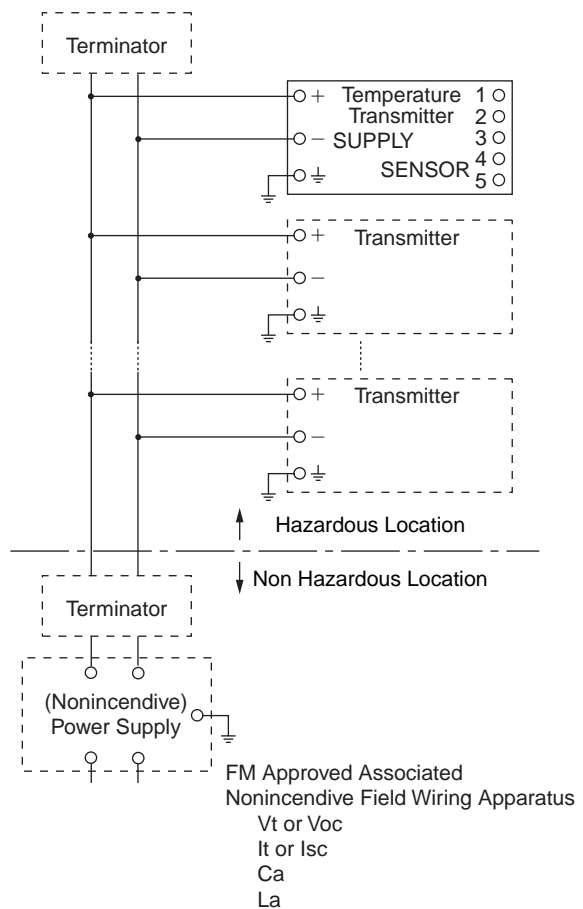 Terminator
+ Temperature 1
Transmitter 2
− SUPPLY 3
SENSOR 4
5
+ Transmitter
−
+ Transmitter
−
Hazardous Location
Non Hazardous Location
Terminator
(Nonincendive)
Power Supply
FM Approved Associated
Nonincendive Field Wiring Apparatus
Vt or Voc
It or Isc
Ca
La